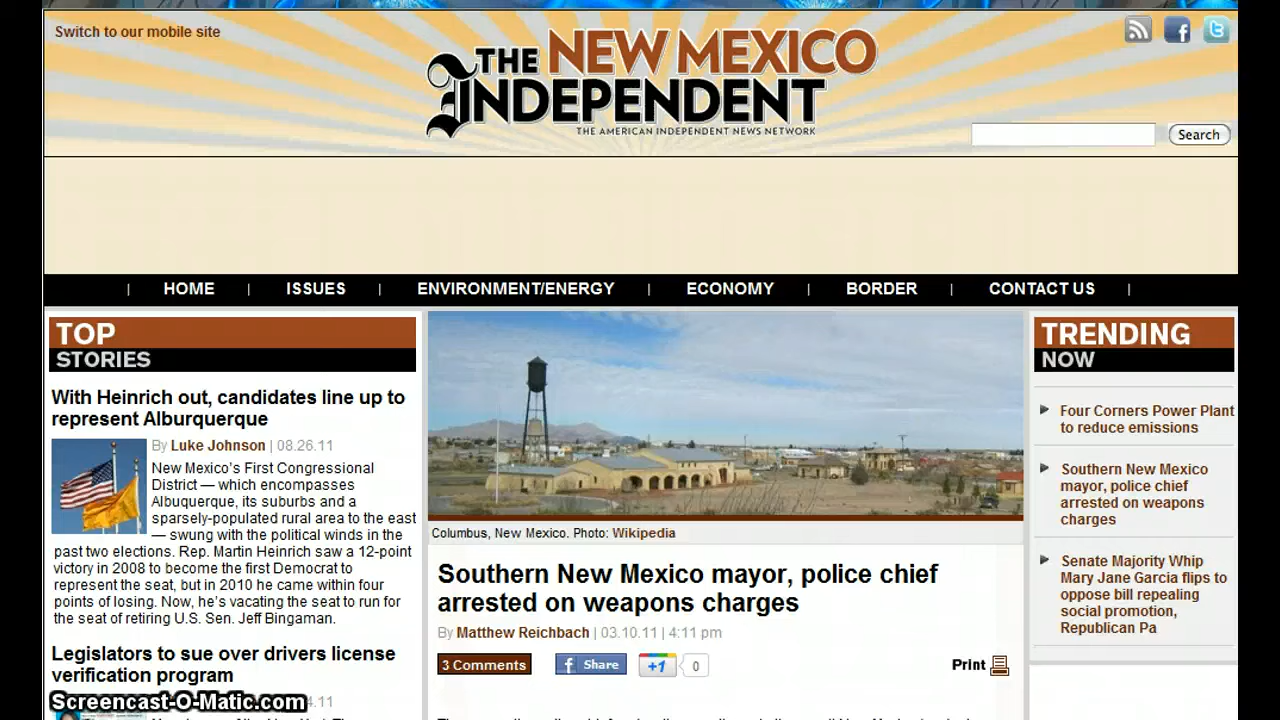 Switch to our mobile site
THE NEW MEXICO
INDEPENDENT
THE AMERICAN INDEPENDENT NEWS NETWORK
Search
| HOME | ISSUES | ENVIRONMENT/ENERGY | ECONOMY | BORDER | CONTACT US |
TOP
STORIES
With Heinrich out, candidates line up to
represent Alburquerque
By Luke Johnson | 08.26.11
New Mexico's First Congressional
District — which encompasses
Albuquerque, its suburbs and a
sparsely-populated rural area to the east
— swung with the political winds in the
past two elections. Rep. Martin Heinrich saw a 12-point
victory in 2008 to become the first Democrat to
represent the seat, but in 2010 he came within four
points of losing. Now, he's vacating the seat to run for
the seat of retiring U.S. Sen. Jeff Bingaman.
Legislators to sue over drivers license
verification program
4.11
Screencast-O-Matic.com
Columbus, New Mexico. Photo: Wikipedia
Southern New Mexico mayor, police chief
arrested on weapons charges
By Matthew Reichbach | 03.10.11 | 4:11 pm
3 Comments
f Share
+1
0
Print
TRENDING
NOW
Four Corners Power Plant
to reduce emissions
Southern New Mexico
mayor, police chief
arrested on weapons
charges
Senate Majority Whip
Mary Jane Garcia flips to
oppose bill repealing
social promotion,
Republican Pa